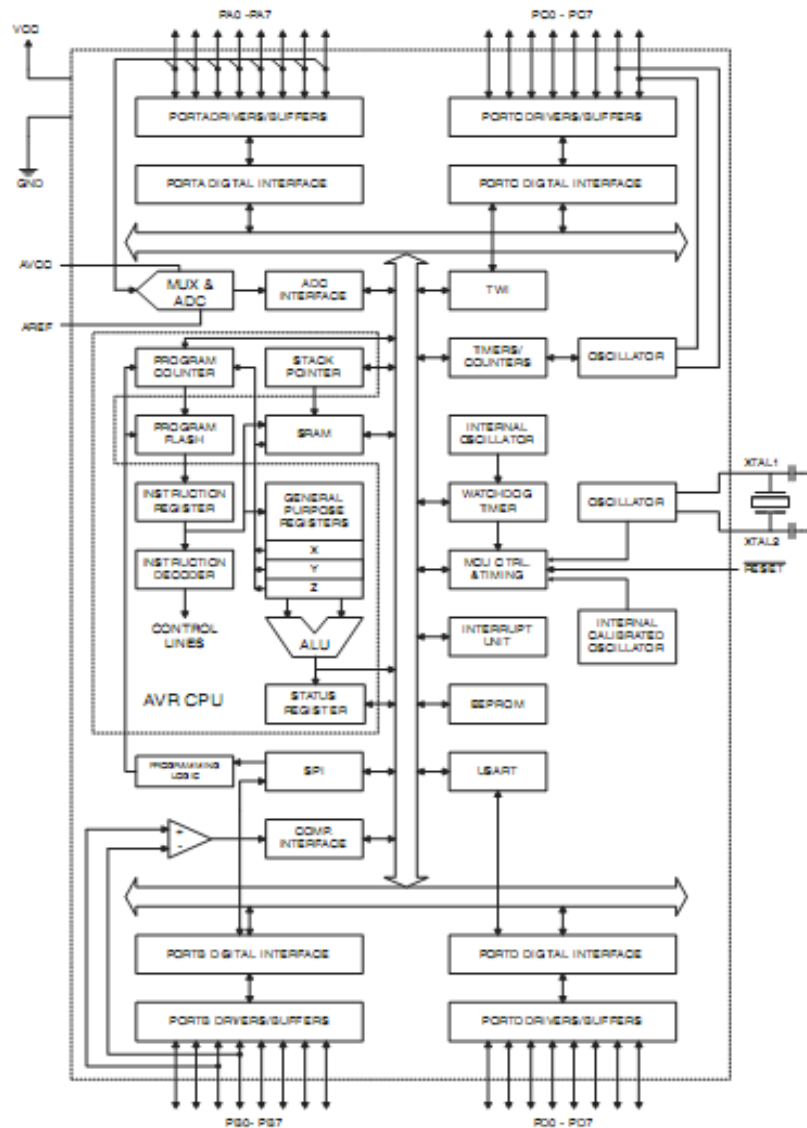 PA0 -PA7
PC0 - PC7
VCC
PORTA DRIVERS/BUFFERS
PORTC DRIVERS/BUFFERS
GND
PORTA DIGITAL INTERFACE
PORTC DIGITAL INTERFACE
AVCC
MUX &
ADC
ADC
INTERFACE
TWI
AREF
PROGRAM
COUNTER
STACK
POINTER
TIMERS/
COUNTERS
OSCILLATOR
PROGRAM
FLASH
SRAM
INTERNAL
OSCILLATOR
XTAL1
INSTRUCTION
REGISTER
GENERAL
PURPOSE
REGISTERS
WATCHDOG
TIMER
OSCILLATOR
XTAL2
X
INSTRUCTION
DECODER
Y
MCU CTRL.
& TIMING
RESET
Z
CONTROL
LINES
ALU
INTERRUPT
UNIT
INTERNAL
CALIBRATED
OSCILLATOR
AVR CPU
STATUS
REGISTER
EEPROM
PROGRAMMING
LOGIC
SPI
USART
+
-
COMP.
INTERFACE
PORTB DIGITAL INTERFACE
PORTD DIGITAL INTERFACE
PORTB DRIVERS/BUFFERS
PORTD DRIVERS/BUFFERS
PB0 - PB7
PD0 - PD7